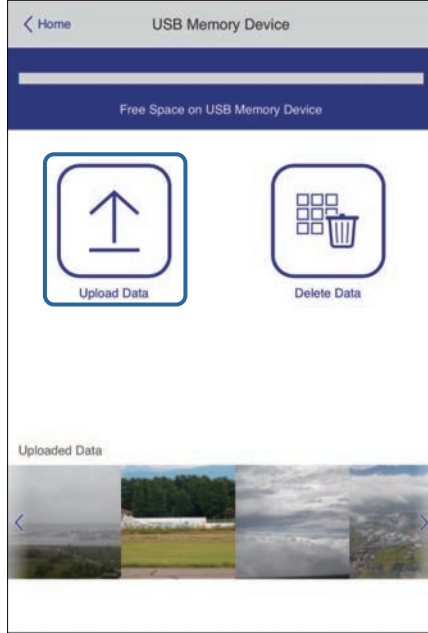 Home
USB Memory Device
Free Space on USB Memory Device
Upload Data
Delete Data
Uploaded Data